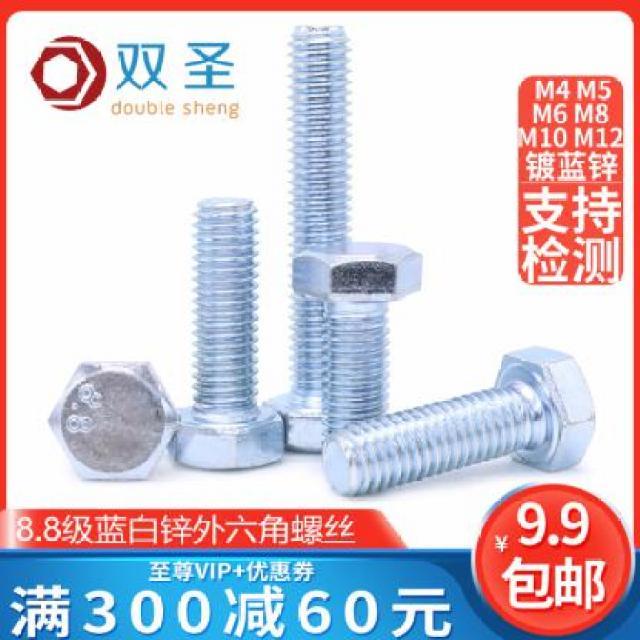 双圣
double sheng
M4 M5
M6 M8
M10 M12
镀蓝锌
支持
检测
8.8
8.8级蓝白锌外六角螺丝
¥9.9
包邮
至尊VIP+优惠券
满300减60元